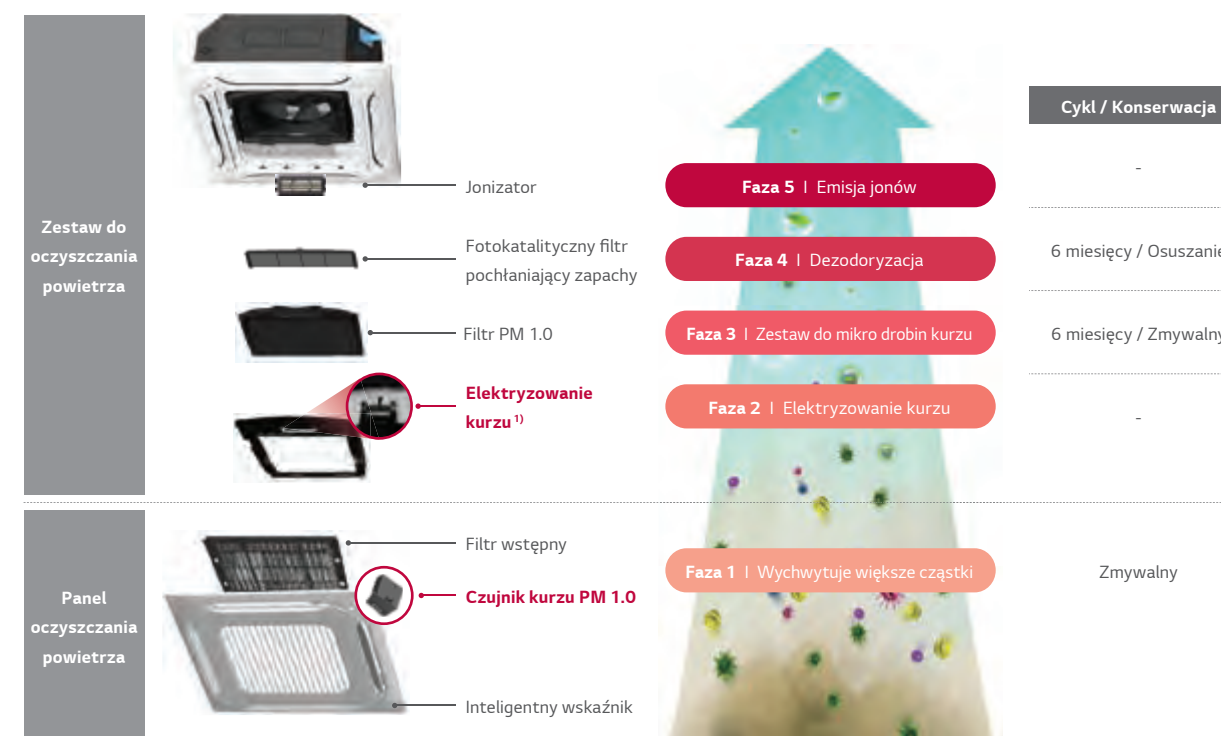 Cykl / Konserwacja
Zestaw do
oczyszczania
powietrza
Jonizator
Faza 5 I Emisja jonów
-
Fotokatalityczny filtr
pochłaniający zapachy
Faza 4 I Dezodoryzacja
6 miesięcy / Osuszanie
Filtr PM 1.0
Faza 3 I Zestaw do mikro drobin kurzu
6 miesięcy / Zmywalny
Elektryzowanie
kurzu 1)
Faza 2 I Elektryzowanie kurzu
-
Panel
oczyszczania
powietrza
Filtr wstępny
Czujnik kurzu PM 1.0
Inteligentny wskaźnik
Faza 1 I Wychwytuje większe cząstki
Zmywalny